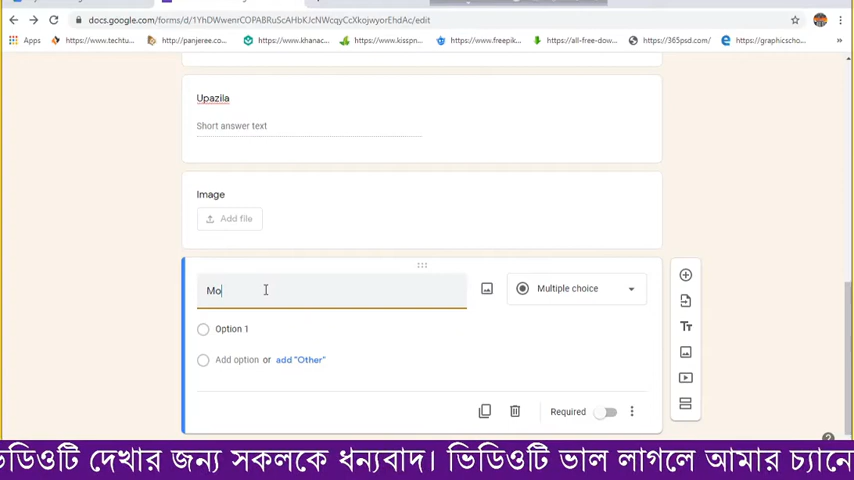 docs.google.com/forms/d/1YhDWwenrCOPABRuScAHbKJcNWcqyCcXkojwyorEhdAc/edit
Apps https://www.techtu... http://panjeree.co... https://www.khanac... https://www.kisspn... https://www.freepik... https://all-free-dow... https://365psd.com/ https://graphicscho... »
Upazila
Short answer text
Image
Add file
Mo
Multiple choice
Option 1
Add option or add "Other"
Required
ভিডিওটি দেখার জন্য সকলকে ধন্যবাদ। ভিডিওটি ভাল লাগলে আমার চ্যানে